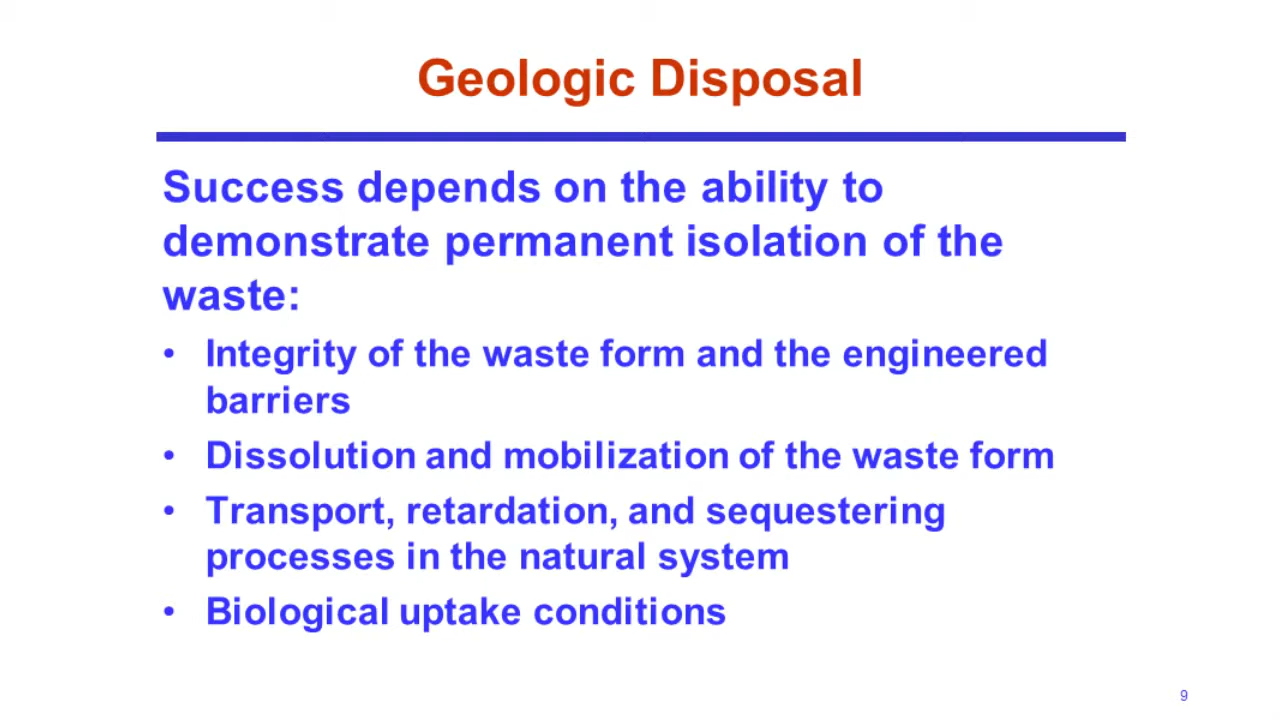 Geologic Disposal
Success depends on the ability to
demonstrate permanent isolation of the
waste:
• Integrity of the waste form and the engineered
barriers
• Dissolution and mobilization of the waste form
• Transport, retardation, and sequestering
processes in the natural system
• Biological uptake conditions
9